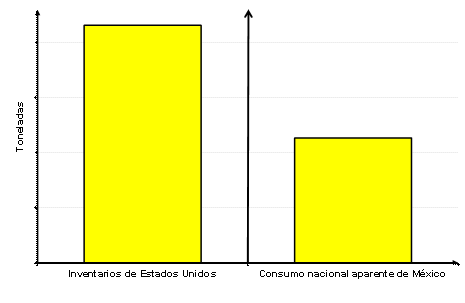 Toneladas
Inventarios de Estados Unidos
Consumo nacional aparente de México